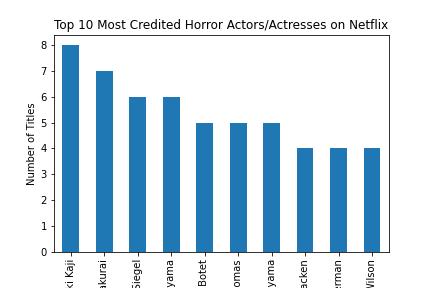 Top 10 Most Credited Horror Actors/Actresses on Netflix
Number of Titles
8
7
6
5
4
3
2
1
0
ki Kaji
akurai
Siegel
yama
Botet
omas
yama
acken
erman
Wilson